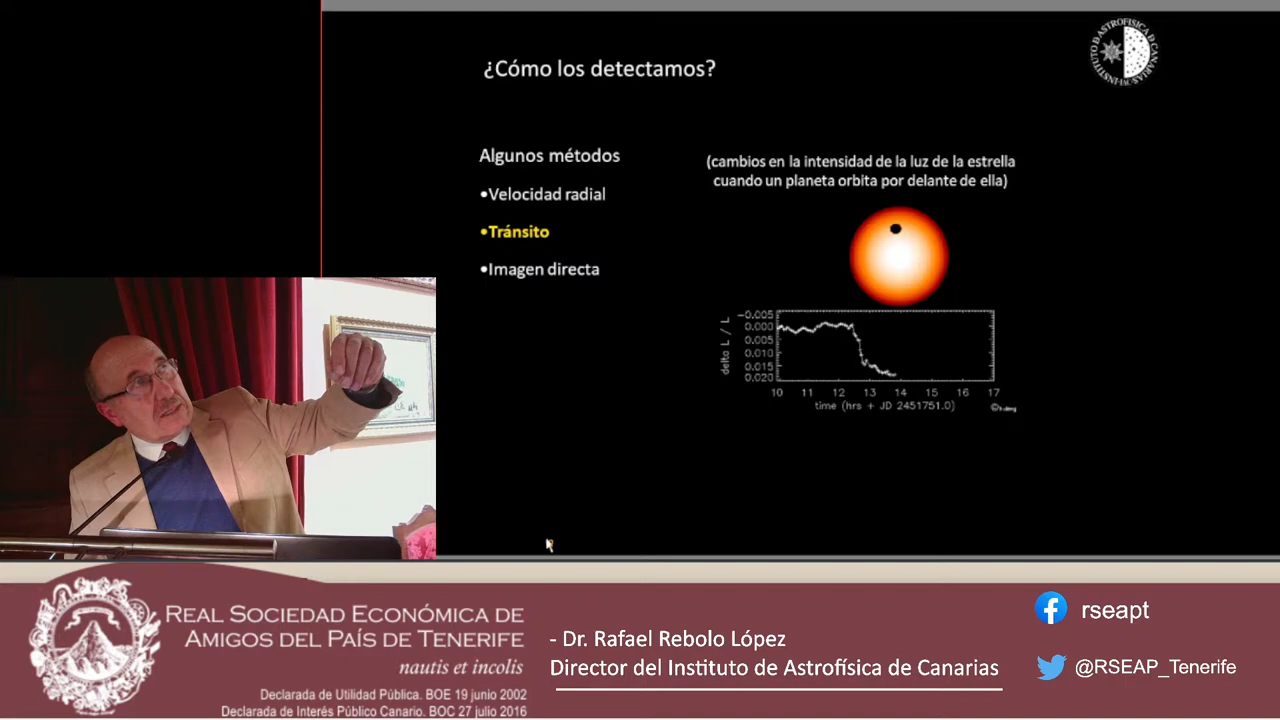 ¿Cómo los detectamos?
INSTITUTO DE ASTROFISICA DE CANARIAS
Algunos métodos
•Velocidad radial
•Tránsito
•Imagen directa
(cambios en la intensidad de la luz de la estrella
cuando un planeta orbita por delante de ella)
delta L / L
−0.005
0.000
0.005
0.010
0.015
0.020
10 11 12 13 14 15 16 17
time (hrs + JD 2451751.0)
REAL SOCIEDAD ECONÓMICA DE
AMIGOS DEL PAÍS DE TENERIFE
nautis et incolis
Declarada de Utilidad Pública. BOE 19 junio 2002
Declarada de Interés Público Canario. BOC 27 julio 2016
- Dr. Rafael Rebolo López
Director del Instituto de Astrofísica de Canarias
rseapt
@RSEAP_Tenerife